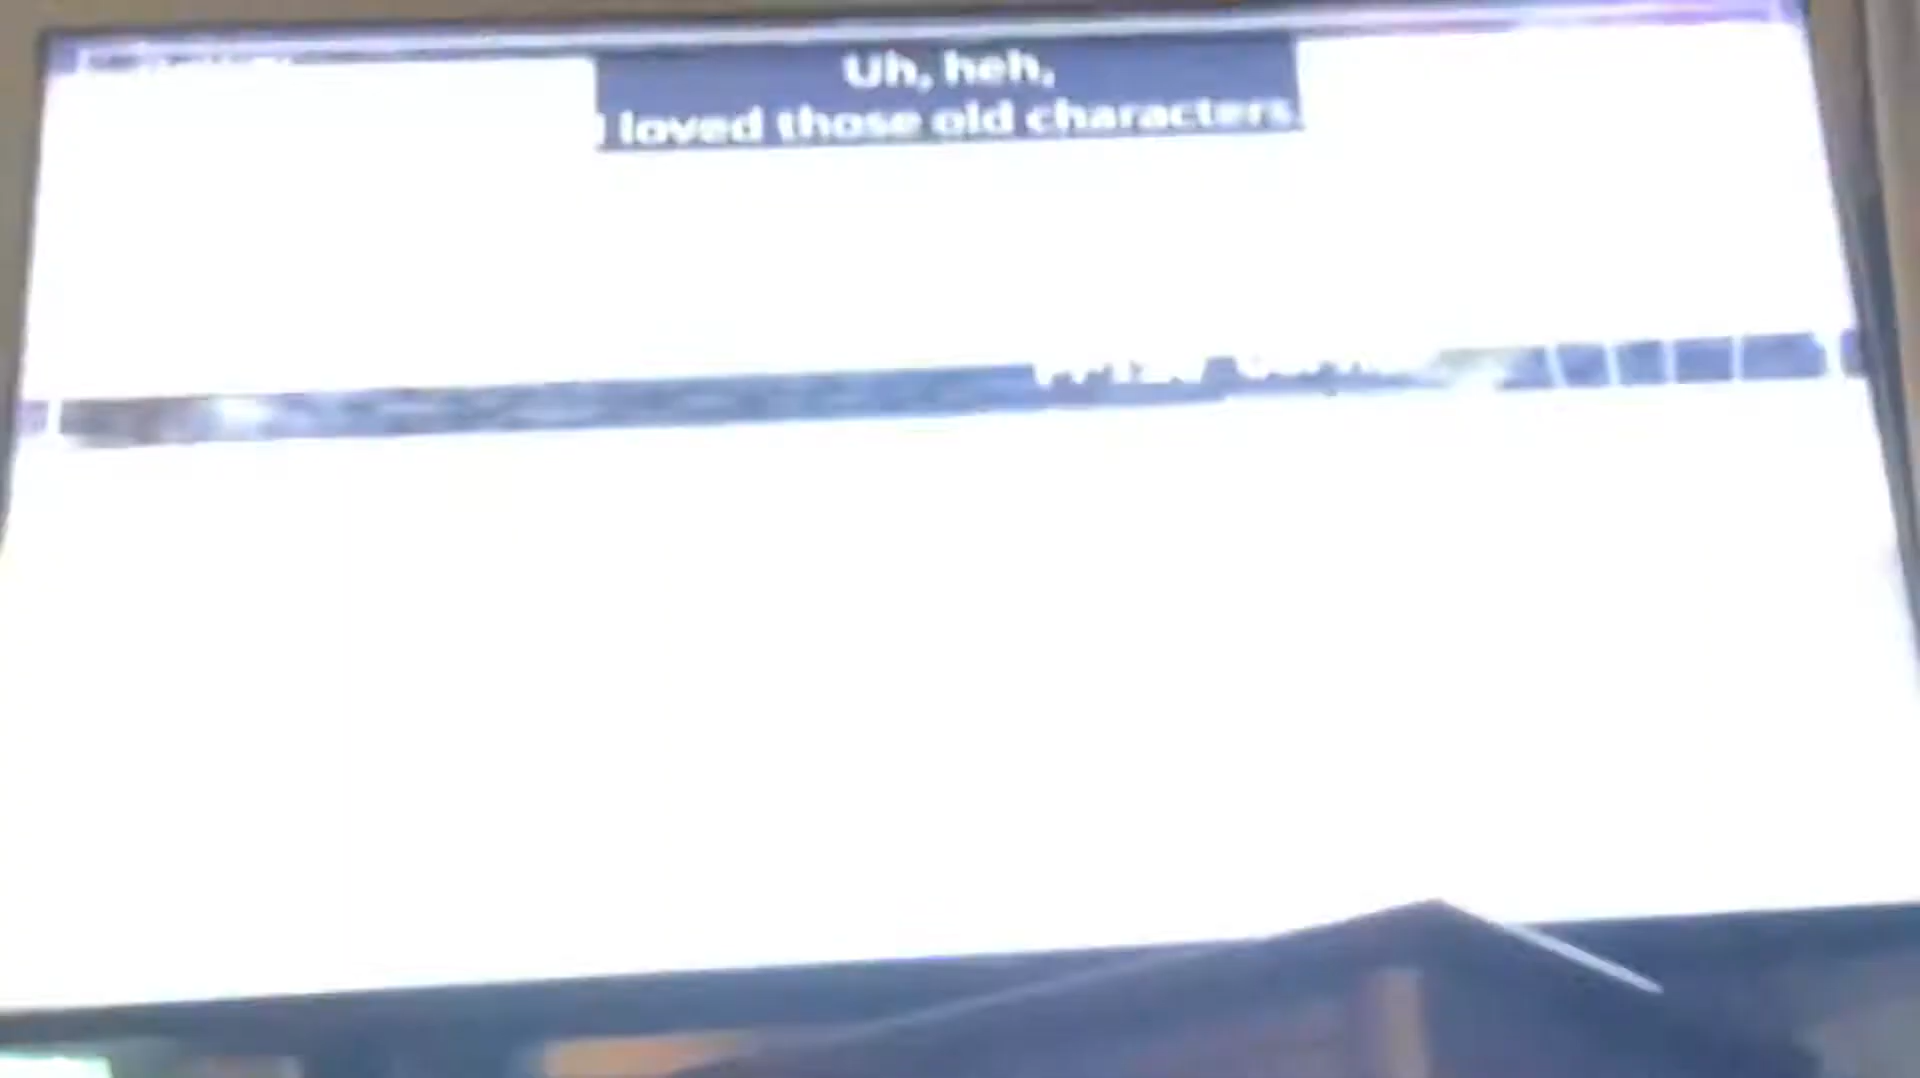 Uh, heh,
I loved those old characters.